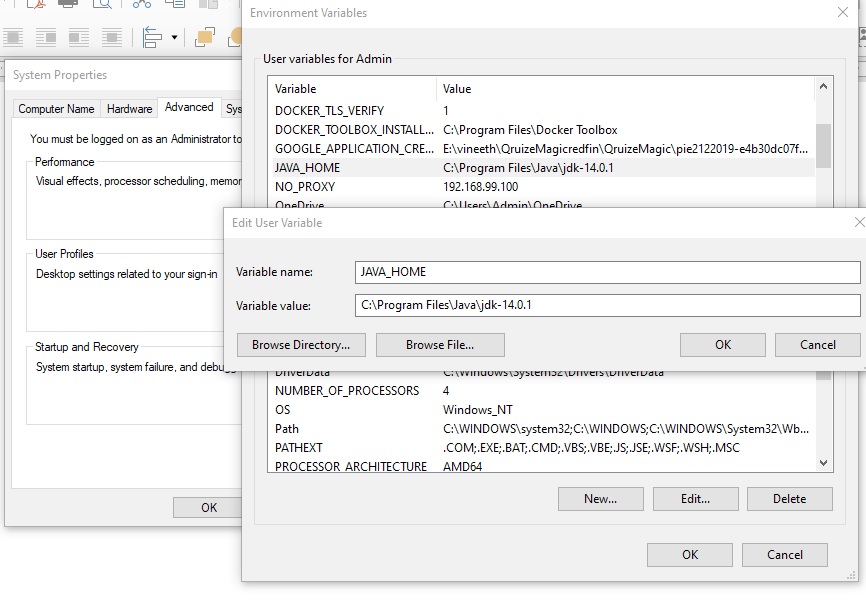 Environment Variables
System Properties
Computer Name
Hardware
Advanced
Sys
You must be logged on as an Administrator to
Performance
Visual effects, processor scheduling, memor
User Profiles
Desktop settings related to your sign-in
Startup and Recovery
System startup, system failure, and debugg
OK
User variables for Admin
Variable Value
DOCKER_TLS_VERIFY 1
DOCKER_TOOLBOX_INSTALL... C:\Program Files\Docker Toolbox
GOOGLE_APPLICATION_CRE... E:\vineeth\QruizeMagicredfin\QruizeMagic\pie2122019-e4b30dc07f...
JAVA_HOME C:\Program Files\Java\jdk-14.0.1
NO_PROXY 192.168.99.100
OneDrive C:\Users\Admin\OneDrive
Edit User Variable
Variable name: JAVA_HOME
Variable value: C:\Program Files\Java\jdk-14.0.1
Browse Directory... Browse File... OK Cancel
DriverData C:\Windows\System32\Drivers\DriverData
NUMBER_OF_PROCESSORS 4
OS Windows_NT
Path C:\WINDOWS\system32;C:\WINDOWS;C:\WINDOWS\System32\Wb...
PATHEXT .COM;.EXE;.BAT;.CMD;.VBS;.VBE;.JS;.JSE;.WSF;.WSH;.MSC
PROCESSOR_ARCHITECTURE AMD64
New... Edit... Delete
OK Cancel